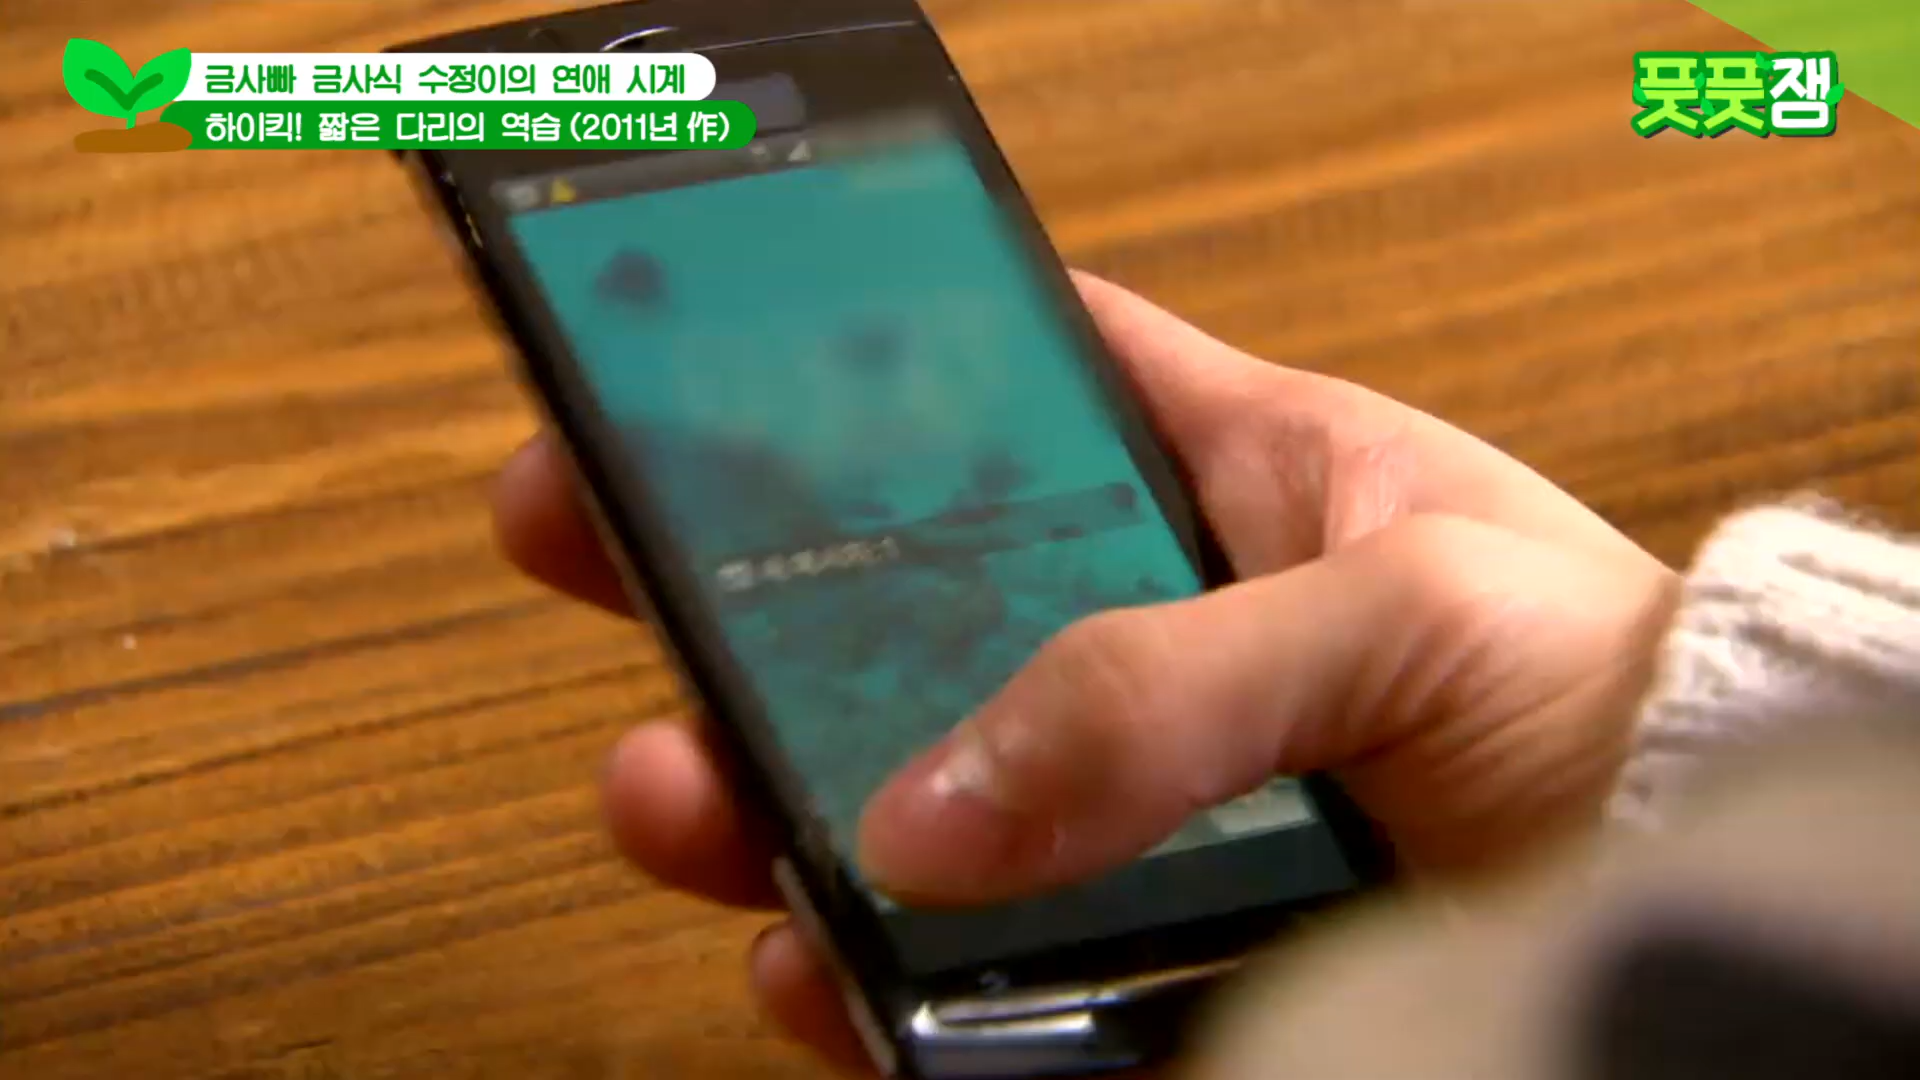 금사빠 금사식 수정이의 연애 시계
하이킥! 짧은 다리의 역습 (2011년 作)
풋풋잼